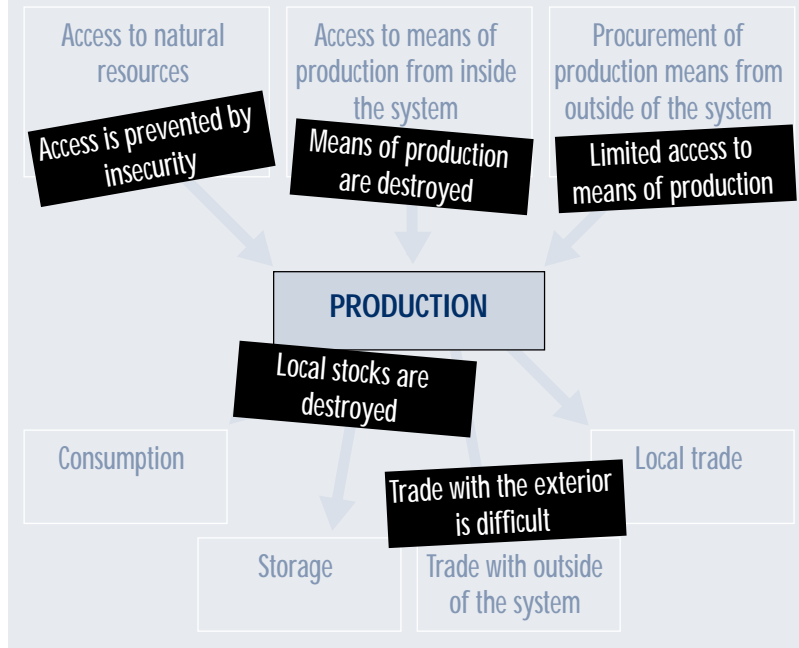 Access to natural
resources
Access is prevented by
insecurity
Access to means of
production from inside
the system
Means of production
are destroyed
Procurement of
production means from
outside of the system
Limited access to
means of production
PRODUCTION
Local stocks are
destroyed
Consumption
Local trade
Trade with the exterior
is difficult
Storage
Trade with outside
of the system